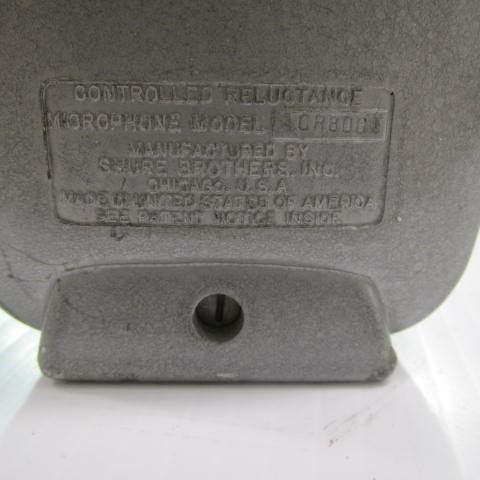 CONTROLLED RELUCTANCE
MICROPHONE MODEL
MANUFACTURED BY
SHURE BROTHERS, INC.
CHICAGO, U.S.A
MADE IN UNITED STATES OF AMERICA
SEE PATENT NOTICE INSIDE